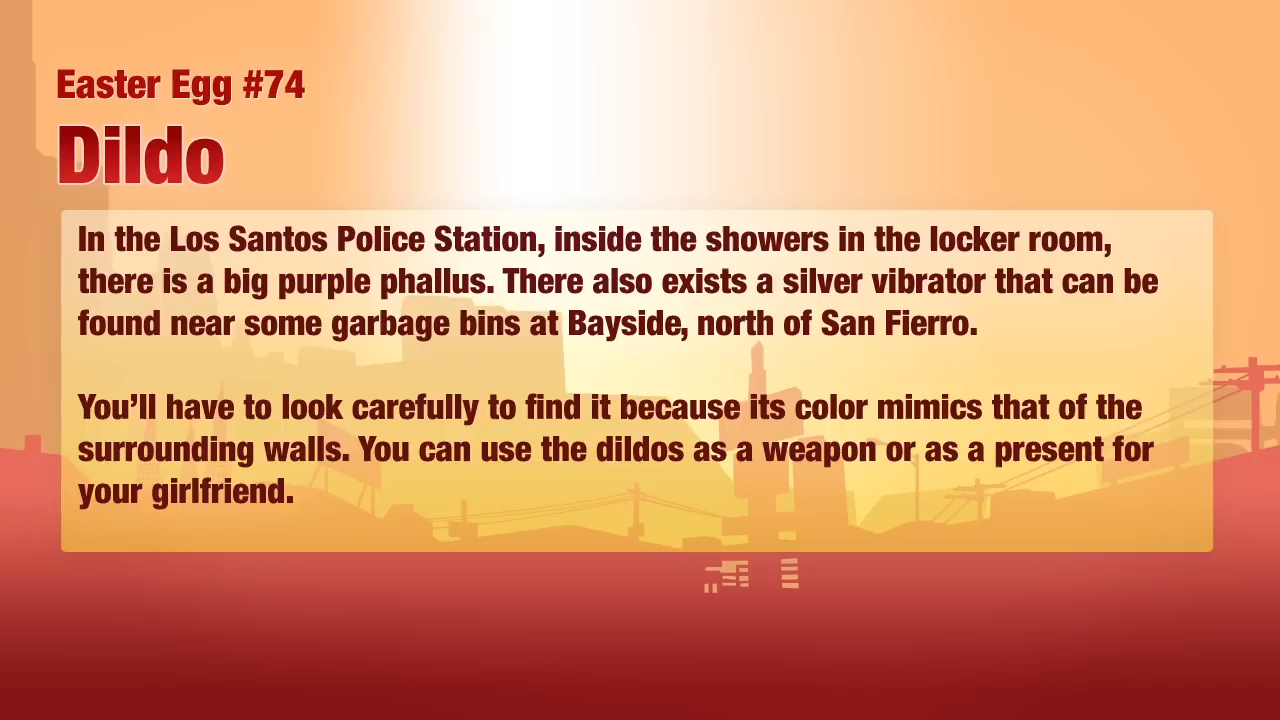 Easter Egg #74
Dildo
In the Los Santos Police Station, inside the showers in the locker room,
there is a big purple phallus. There also exists a silver vibrator that can be
found near some garbage bins at Bayside, north of San Fierro.
You’ll have to look carefully to find it because its color mimics that of the
surrounding walls. You can use the dildos as a weapon or as a present for
your girlfriend.